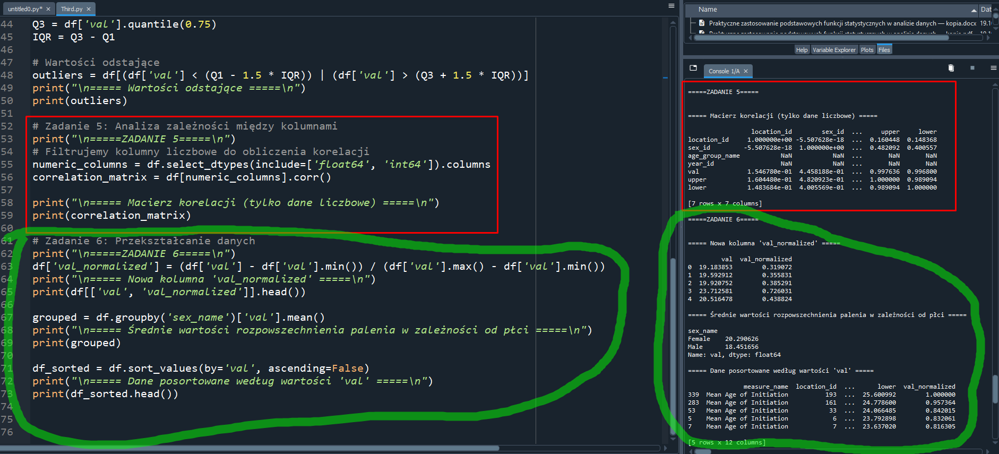 untitled0.py*
Third.py
44 Q3 = df['val'].quantile(0.75)
45 IQR = Q3 - Q1
46
47 # Wartości odstające
48 outliers = df[(df['val'] < (Q1 - 1.5 * IQR)) | (df['val'] > (Q3 + 1.5 * IQR))]
49 print("\n===== Wartości odstające =====\n")
50 print(outliers)
51
52 # Zadanie 5: Analiza zależności między kolumnami
53 print("\n=====ZADANIE 5=====\n")
54 # Filtrujemy kolumny liczbowe do obliczenia korelacji
55 numeric_columns = df.select_dtypes(include=['float64', 'int64']).columns
56 correlation_matrix = df[numeric_columns].corr()
57
58 print("\n===== Macierz korelacji (tylko dane liczbowe) =====\n")
59 print(correlation_matrix)
60
61 # Zadanie 6: Przekształcanie danych
62 print("\n=====ZADANIE 6=====\n")
63 df['val_normalized'] = (df['val'] - df['val'].min()) / (df['val'].max() - df['val'].min())
64 print("\n===== Nowa kolumna 'val_normalized' =====\n")
65 print(df[['val', 'val_normalized']].head())
66
67 grouped = df.groupby('sex_name')['val'].mean()
68 print("\n===== Średnie wartości rozpowszechnienia palenia w zależności od płci =====\n")
69 print(grouped)
70
71 df_sorted = df.sort_values(by='val', ascending=False)
72 print("\n===== Dane posortowane według wartości 'val' =====\n")
73 print(df_sorted.head())
74
75
76
Name Dat
Praktyczne zastosowanie podstawowych funkcji statystycznych w analizie danych — kopia.docx 19.1
Praktyczne zastosowanie podstawowych funkcji statystycznych w analizie danych — kopia.pdf 19.1
Help Variable Explorer Plots Files
Console 1/A
=====ZADANIE 5=====
===== Macierz korelacji (tylko dane liczbowe) =====
location_id sex_id ... upper lower
location_id 1.000000e+00 -5.507628e-18 ... 0.160448 0.148368
sex_id -5.507628e-18 1.000000e+00 ... 0.482092 0.400557
age_group_name NaN NaN ... NaN NaN
year_id NaN NaN ... NaN NaN
val 1.546780e-01 4.458188e-01 ... 0.997636 0.996800
upper 1.604480e-01 4.820923e-01 ... 1.000000 0.989094
lower 1.483684e-01 4.005569e-01 ... 0.989094 1.000000
[7 rows x 7 columns]
=====ZADANIE 6=====
===== Nowa kolumna 'val_normalized' =====
val val_normalized
0 19.183853 0.319072
1 19.592912 0.355831
2 19.920752 0.385291
3 23.712581 0.726031
4 20.516478 0.438824
===== Średnie wartości rozpowszechnienia palenia w zależności od płci =====
sex_name
Female 20.290626
Male 18.451656
Name: val, dtype: float64
===== Dane posortowane według wartości 'val' =====
measure_name location_id ... lower val_normalized
339 Mean Age of Initiation 193 ... 25.600992 1.000000
283 Mean Age of Initiation 161 ... 24.778600 0.957364
53 Mean Age of Initiation 33 ... 24.066485 0.842015
5 Mean Age of Initiation 6 ... 23.792898 0.832061
7 Mean Age of Initiation 7 ... 23.637020 0.816305
[5 rows x 12 columns]